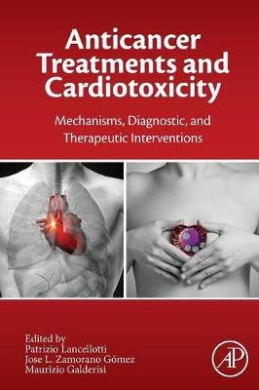 Anticancer
Treatments and
Cardiotoxicity
Mechanisms, Diagnostic, and
Therapeutic Interventions
Edited by
Patrizio Lancellotti
Jose L. Zamorano Gómez
Maurizio Galderisi
AP